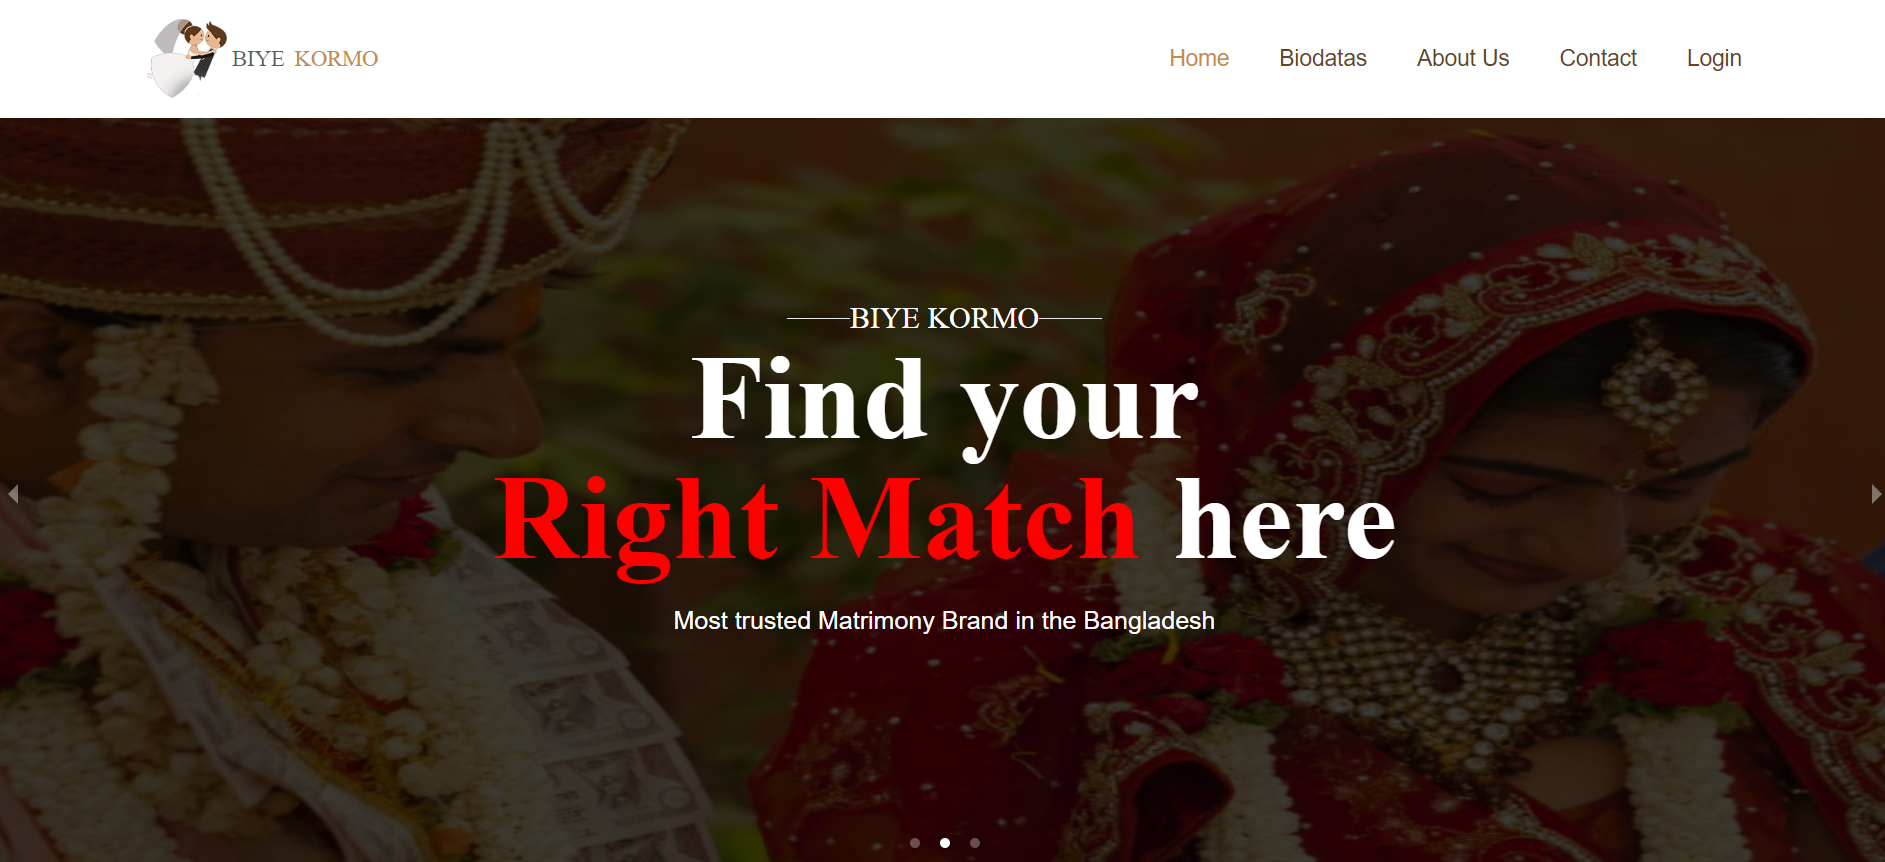 BIYE KORMO
Home Biodatas About Us Contact Login
BIYE KORMO
Find your
Right Match here
Most trusted Matrimony Brand in the Bangladesh